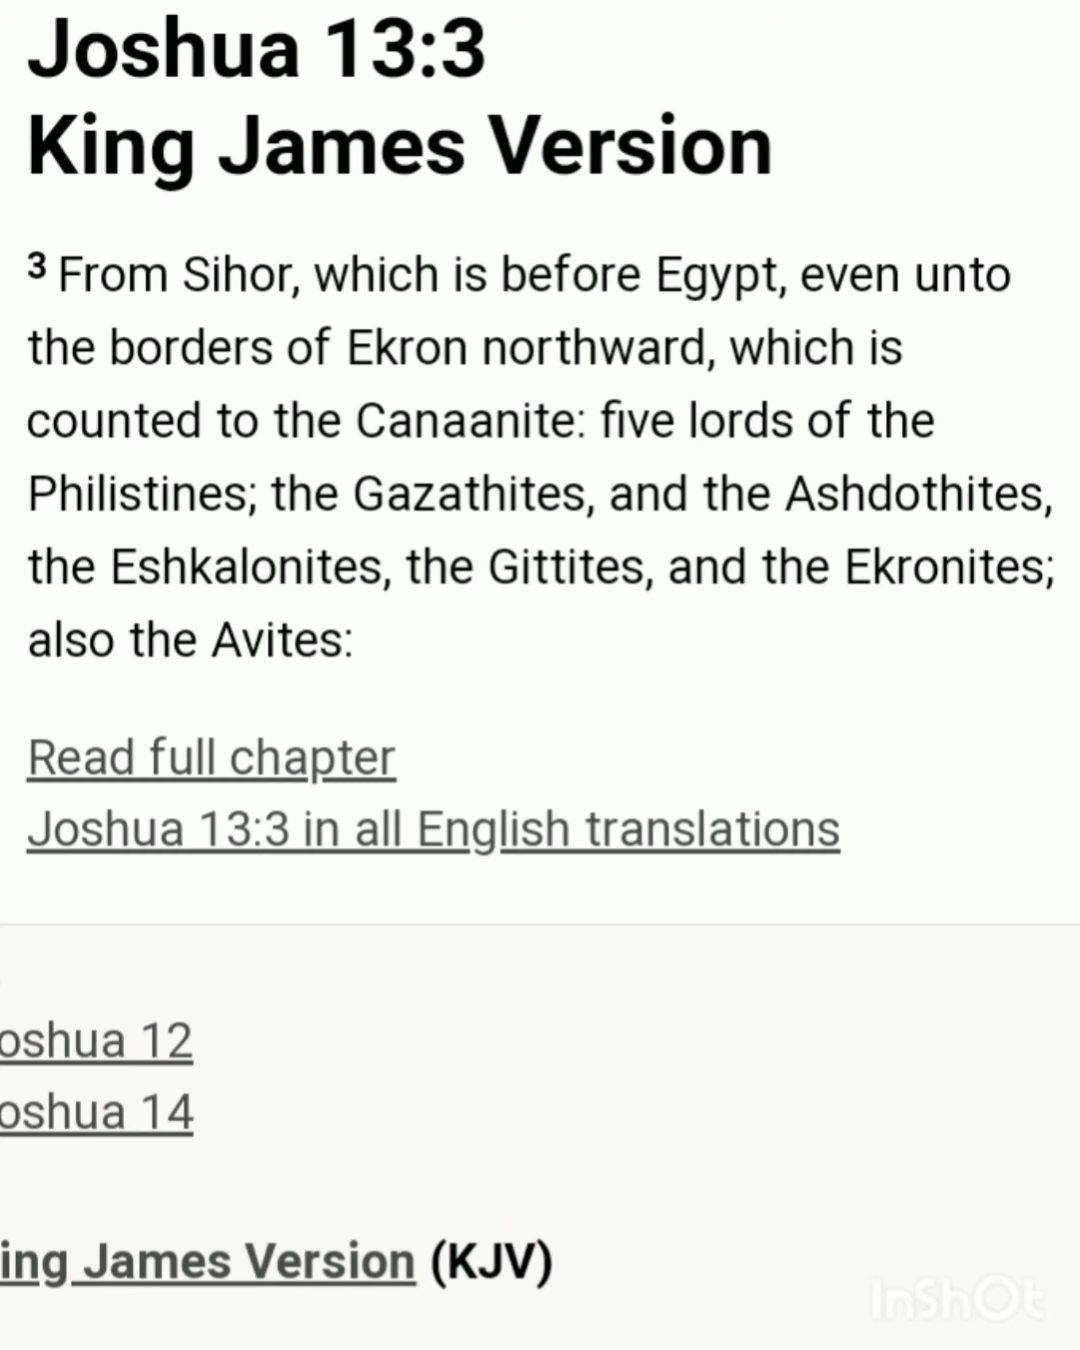 Joshua 13:3
King James Version
3 From Sihor, which is before Egypt, even unto
the borders of Ekron northward, which is
counted to the Canaanite: five lords of the
Philistines; the Gazathites, and the Ashdothites,
the Eshkalonites, the Gittites, and the Ekronites;
also the Avites:
Read full chapter
Joshua 13:3 in all English translations
oshua 12
oshua 14
ing James Version (KJV)
InShOt